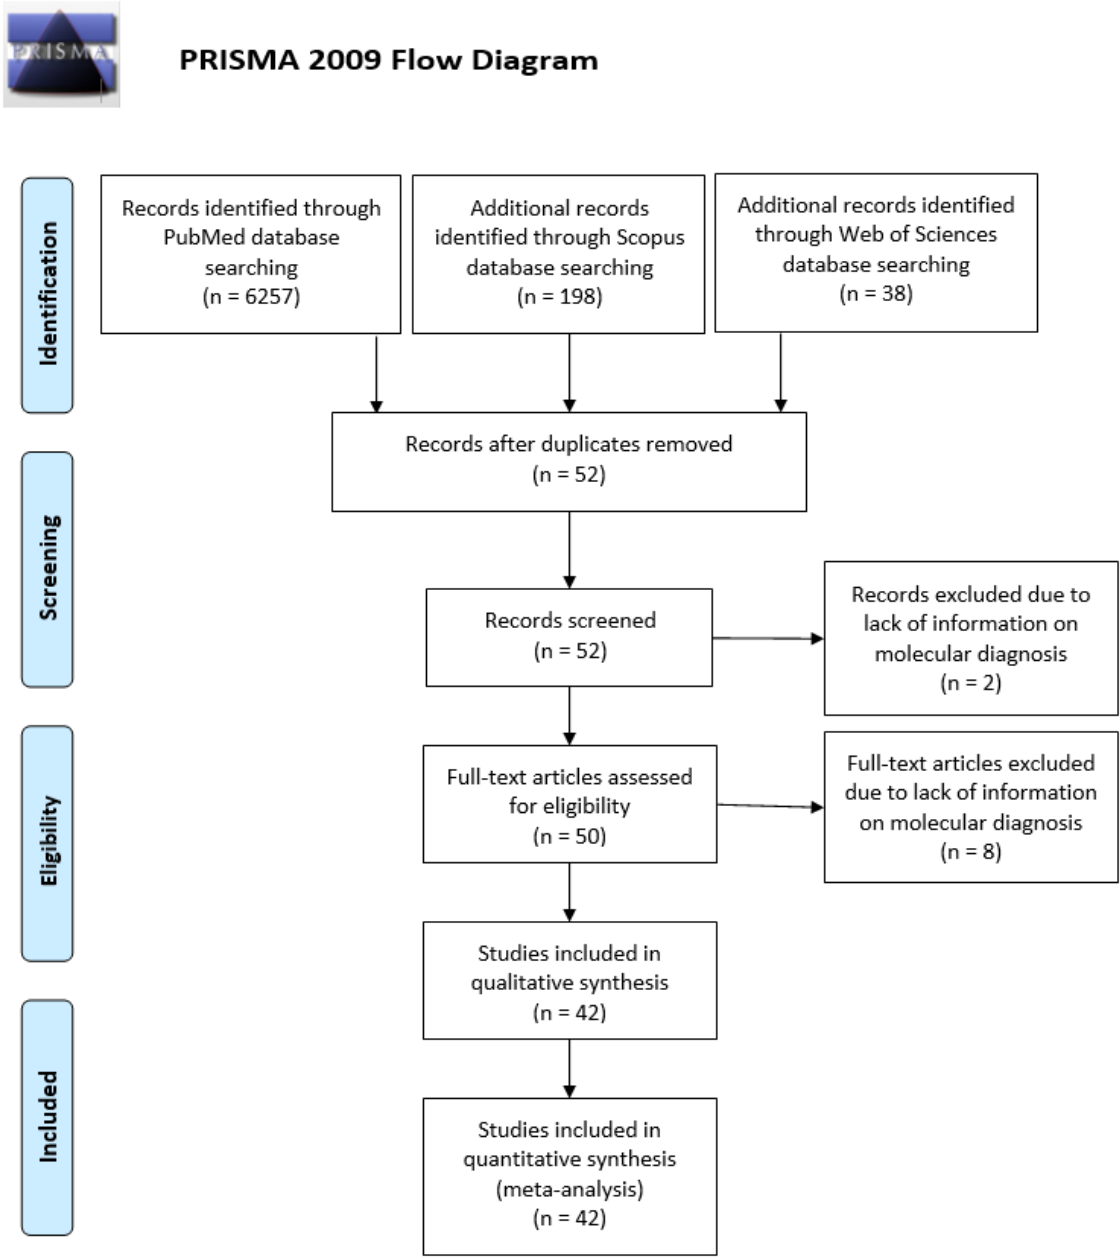 PRISMA
PRISMA 2009 Flow Diagram
Identification
Records identified through
PubMed database
searching
(n = 6257)
Additional records
identified through Scopus
database searching
(n = 198)
Additional records identified
through Web of Sciences
database searching
(n = 38)
Records after duplicates removed
(n = 52)
Screening
Records screened
(n = 52)
Records excluded due to
lack of information on
molecular diagnosis
(n = 2)
Eligibility
Full-text articles assessed
for eligibility
(n = 50)
Full-text articles excluded
due to lack of information
on molecular diagnosis
(n = 8)
Studies included in
qualitative synthesis
(n = 42)
Included
Studies included in
quantitative synthesis
(meta-analysis)
(n = 42)